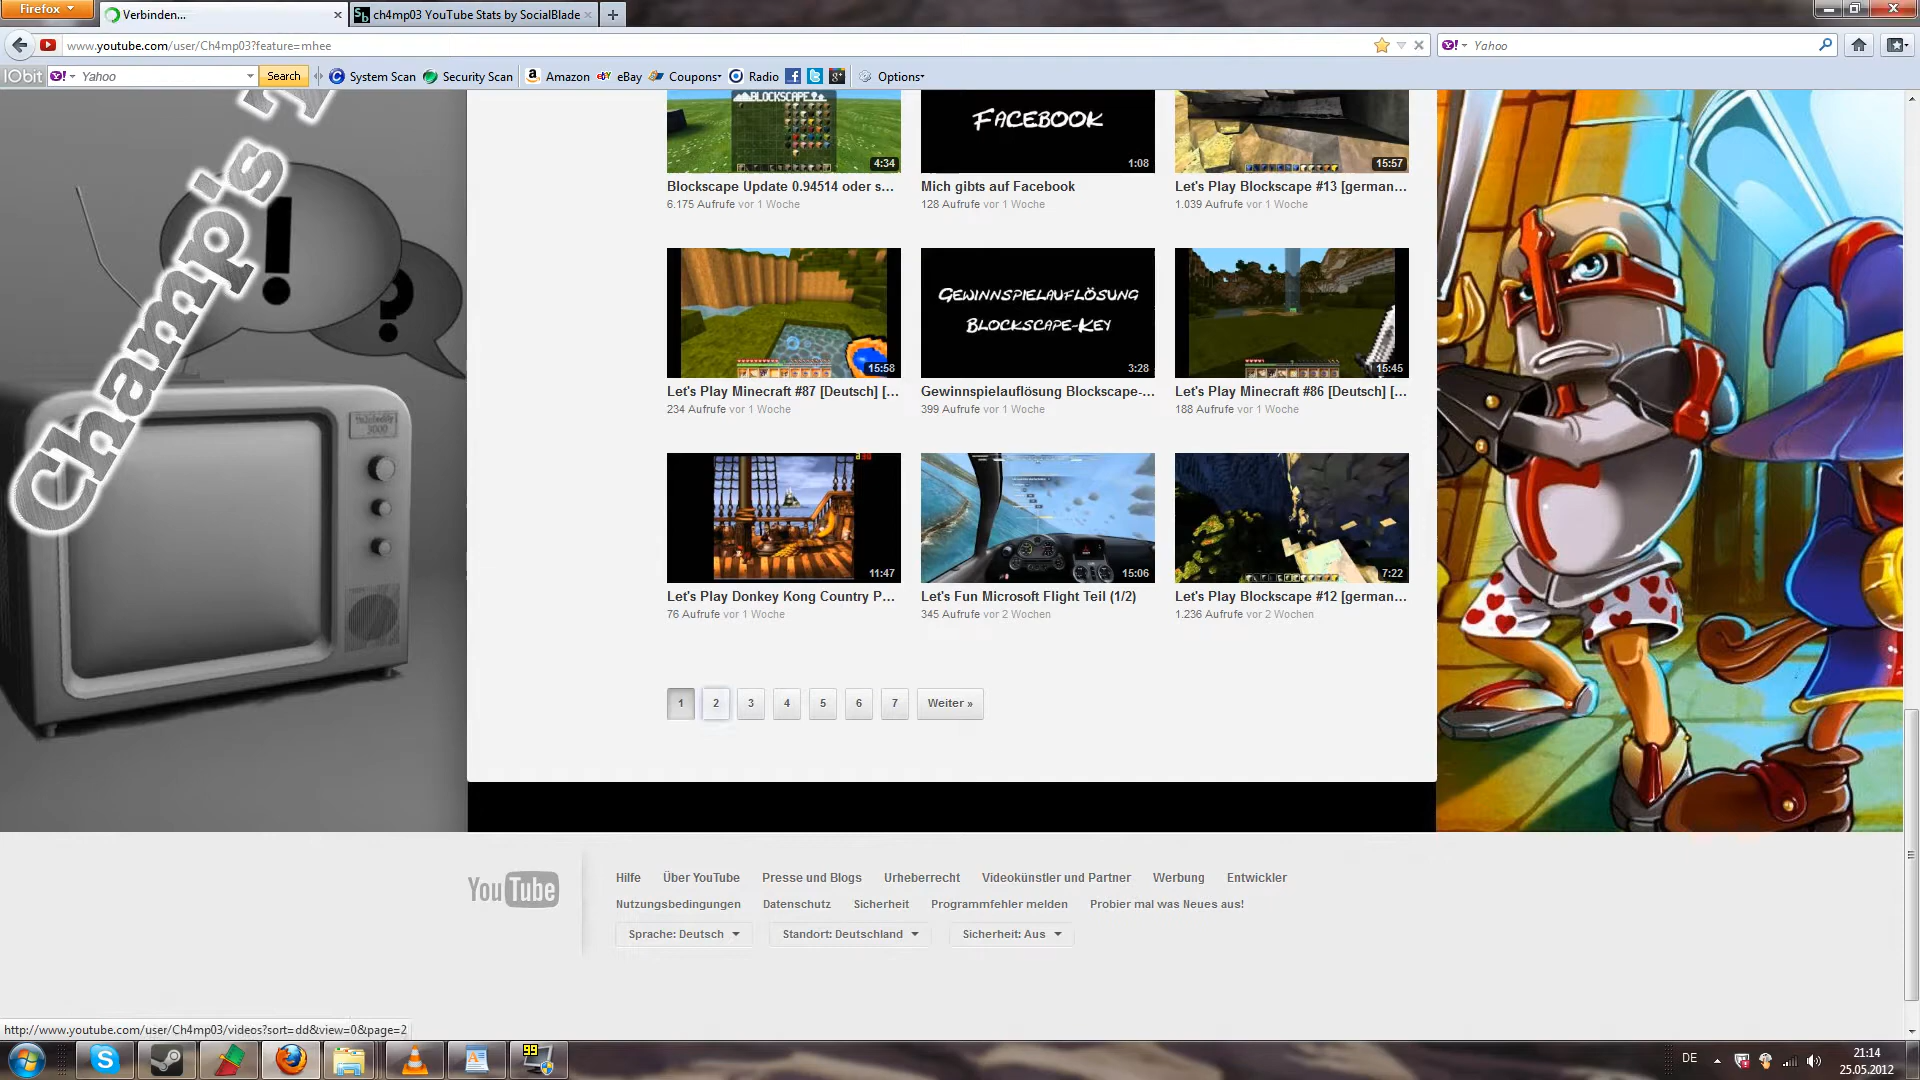 Firefox
Verbinden...
ch4mp03 YouTube Stats by SocialBlade
www.youtube.com/user/Ch4mp03?feature=mhee
Yahoo
IObit Yahoo Search System Scan Security Scan Amazon eBay Coupons Radio Options
Champ's
!
?
BLOCKSCAPE
4:34
FACEBOOK
1:08
15:57
Blockscape Update 0.94514 oder s...
6.175 Aufrufe vor 1 Woche
Mich gibts auf Facebook
128 Aufrufe vor 1 Woche
Let's Play Blockscape #13 [german...
1.039 Aufrufe vor 1 Woche
15:58
GEWINNSPIELAUFLÖSUNG
BLOCKSCAPE-KEY
3:28
15:45
Let's Play Minecraft #87 [Deutsch] [...
234 Aufrufe vor 1 Woche
Gewinnspielauflösung Blockscape-...
399 Aufrufe vor 1 Woche
Let's Play Minecraft #86 [Deutsch] [...
188 Aufrufe vor 1 Woche
11:47
15:06
7:22
Let's Play Donkey Kong Country P...
76 Aufrufe vor 1 Woche
Let's Fun Microsoft Flight Teil (1/2)
345 Aufrufe vor 2 Wochen
Let's Play Blockscape #12 [german...
1.236 Aufrufe vor 2 Wochen
1 2 3 4 5 6 7 Weiter »
YouTube
Hilfe Über YouTube Presse und Blogs Urheberrecht Videokünstler und Partner Werbung Entwickler
Nutzungsbedingungen Datenschutz Sicherheit Programmfehler melden Probier mal was Neues aus!
Sprache: Deutsch Standort: Deutschland Sicherheit: Aus
http://www.youtube.com/user/Ch4mp03/videos?sort=dd&view=0&page=2
99
DE
21:14
25.05.2012